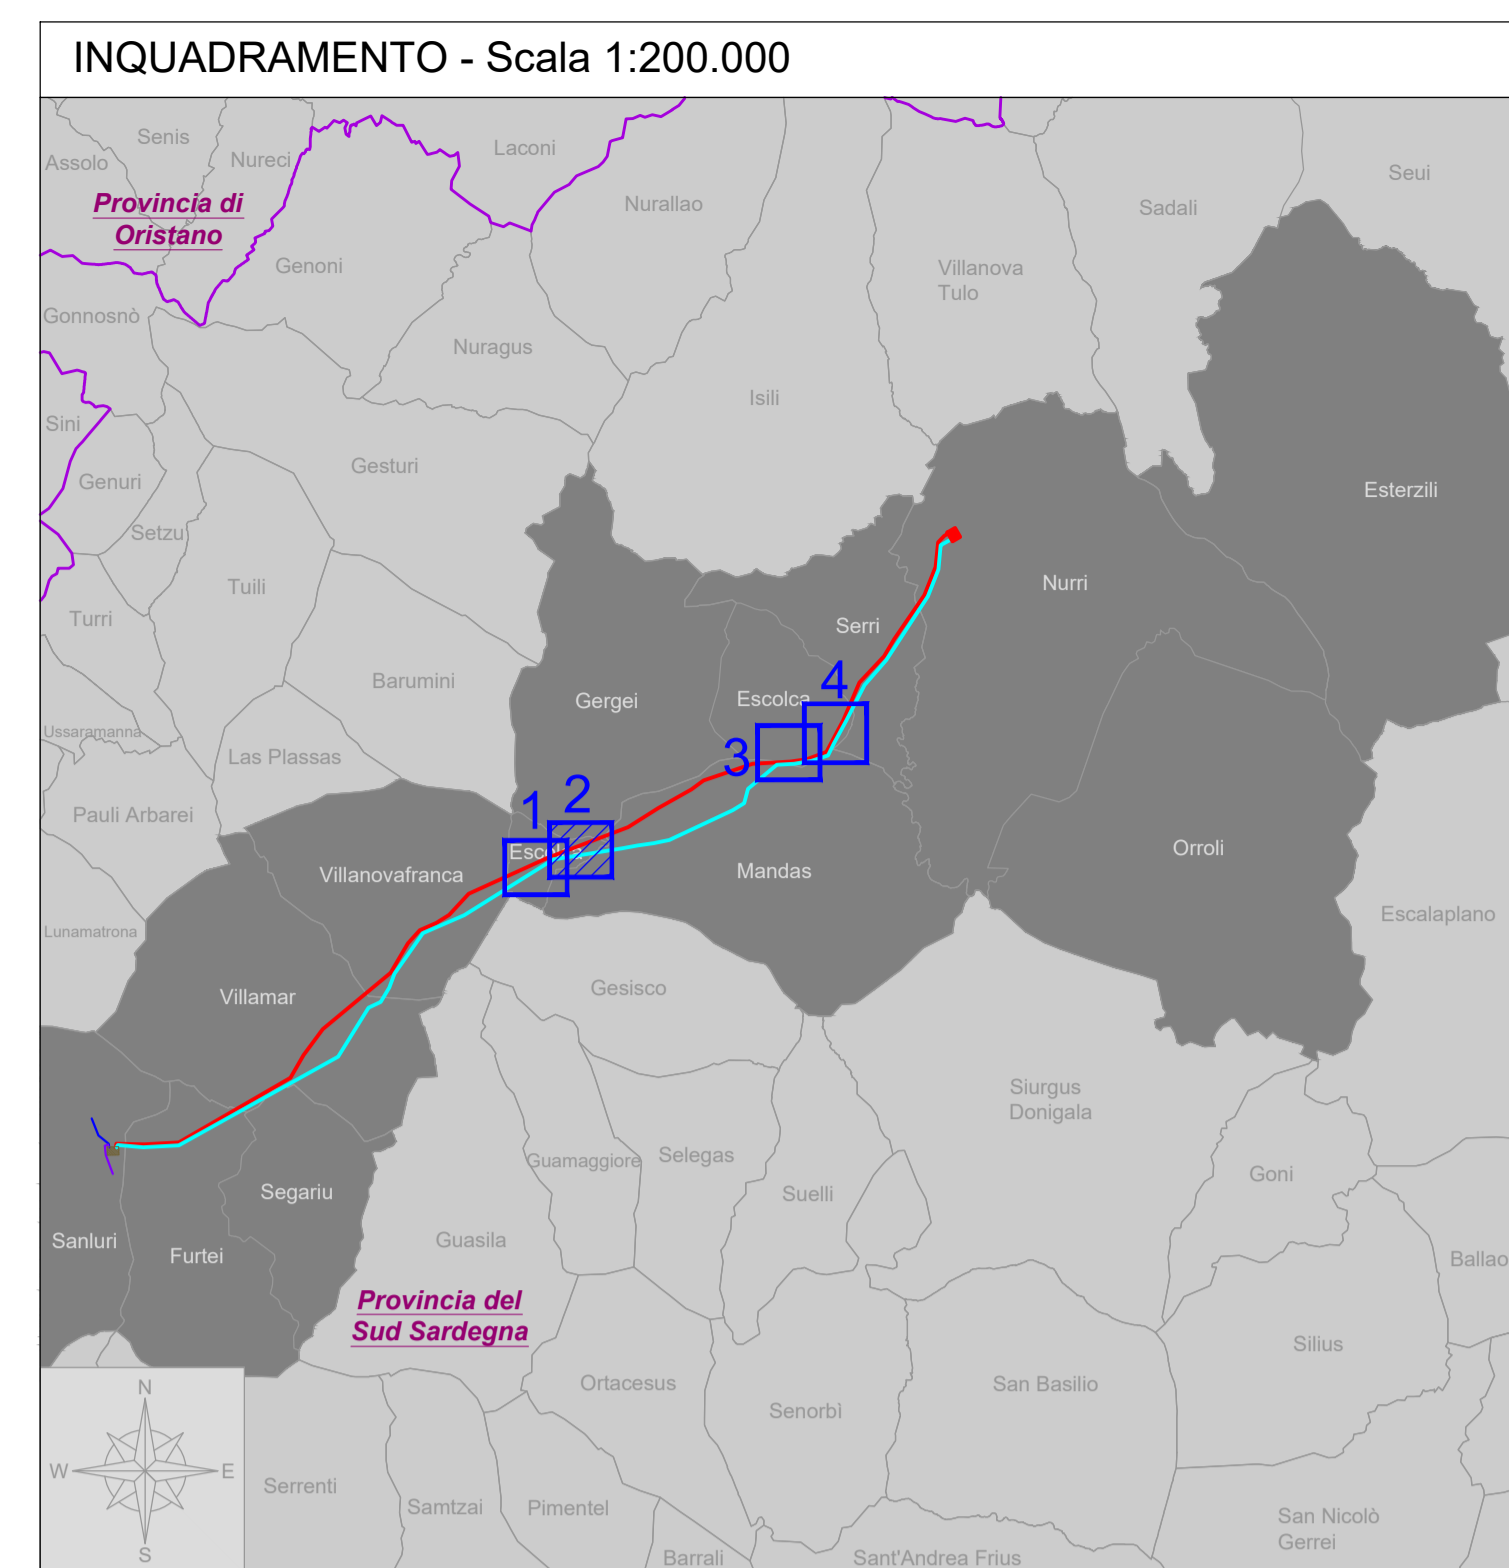 INQUADRAMENTO - Scala 1:200.000
Senis
Laconi
Assolo
Nureci
Seui
Provincia di
Oristano
Nurallao
Sadali
Genoni
Villanova
Tulo
Gonnosnò
Nuragus
Isili
Sini
Gesturi
Genuri
Esterzili
Setzu
Tuili
Nurri
Turri
Serri
Barumini
4
Gergei
Escolca
Ussaramanna
Las Plassas
3
Pauli Arbarei
1
2
Villanovafranca
Mandas
Orroli
Lunamatrona
Escalaplano
Villamar
Gesisco
Siurgus
Donigala
Guamaggiore
Selegas
Goni
Segariu
Suelli
Sanluri
Furtei
Guasila
Ballao
Provincia del
Sud Sardegna
Silius
Ortacesus
San Basilio
Senorbì
N
W
E
S
Serrenti
Samtzai
Pimentel
San Nicolò
Gerrei
Barrali
Sant'Andrea Frius